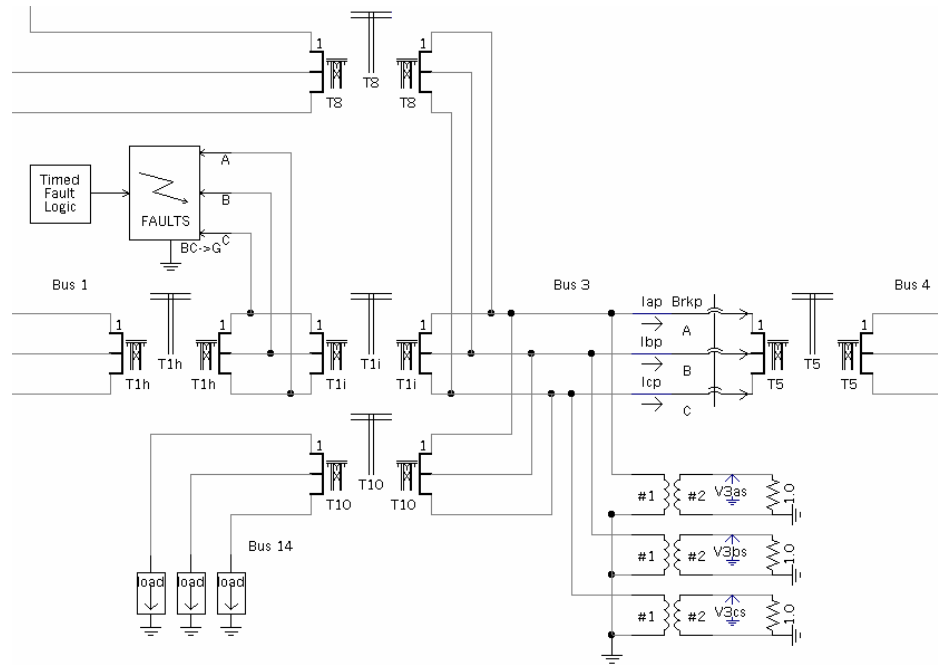 1
1
T8
T8
T8
Timed
Fault
Logic
A
B
C
FAULTS
BC->G
Bus 1
Bus 3
Bus 4
Iap
Brkp
A
Ibp
B
Icp
C
1
1
1
1
1
T1h
T1h
T1h
T1i
T1i
T1i
T5
T5
T5
1
1
T10
T10
T10
Bus 14
load
load
load
#1
#2
V3as
1.0
#1
#2
V3bs
1.0
#1
#2
V3cs
1.0